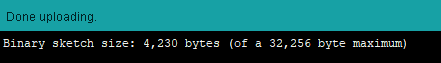 Done uploading.
Binary sketch size: 4,230 bytes (of a 32,256 byte maximum)